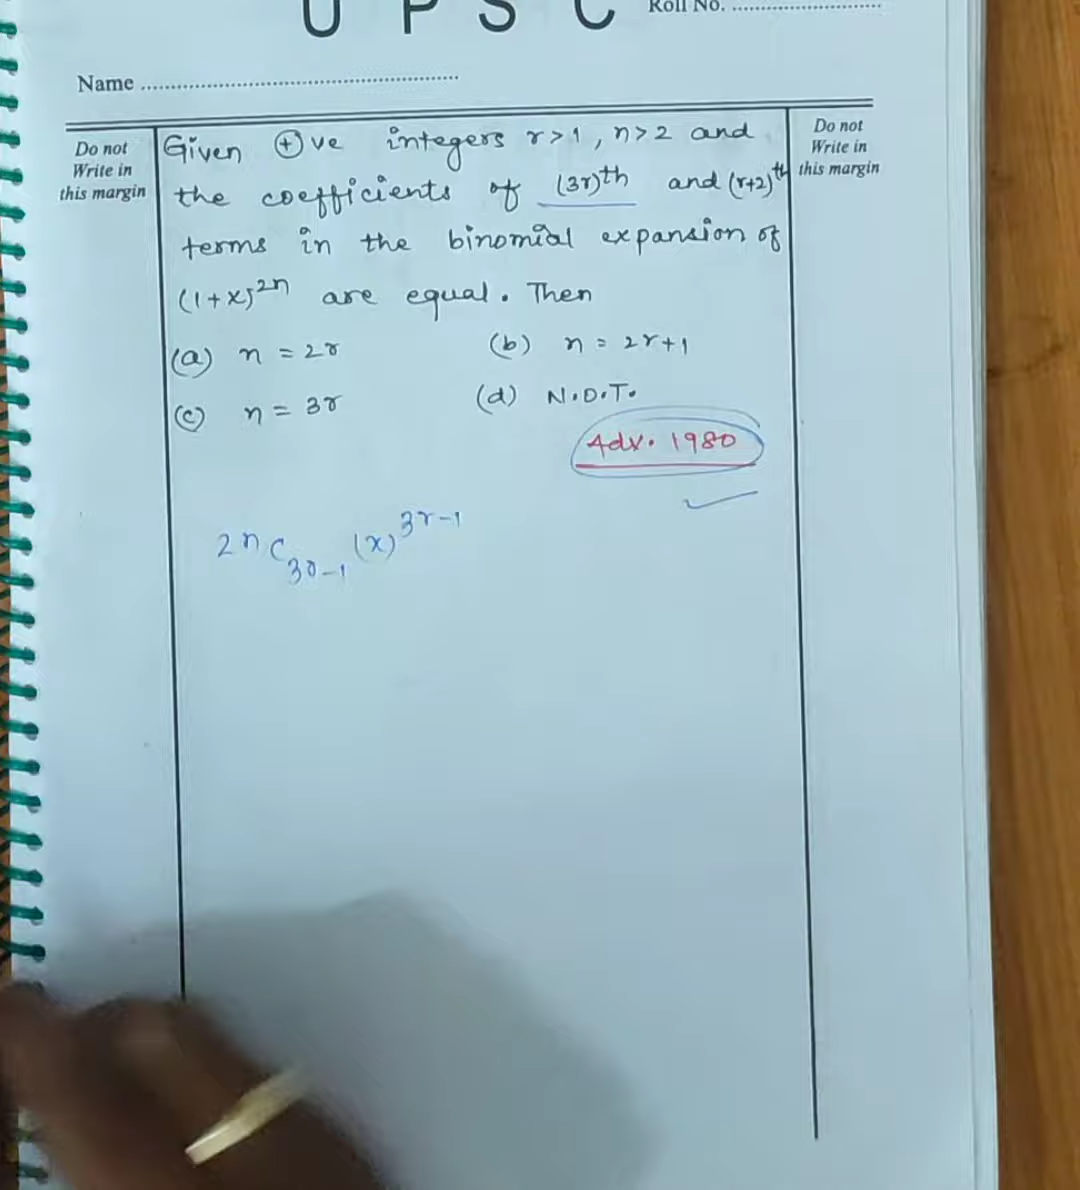 U P S C
Roll No. ............................
Name ............................................................
Do not
Write in
this margin
Given ⊕ve integers r>1, n>2 and
the coefficients of (3r)th and (r+2)th
terms in the binomial expansion of
(1+x)^2n are equal. Then
(a) n = 2r (b) n = 2r+1
(c) n = 3r (d) N.O.T.
Adv. 1980
2n C 3r-1 (x)^3r-1
Do not
Write in
this margin